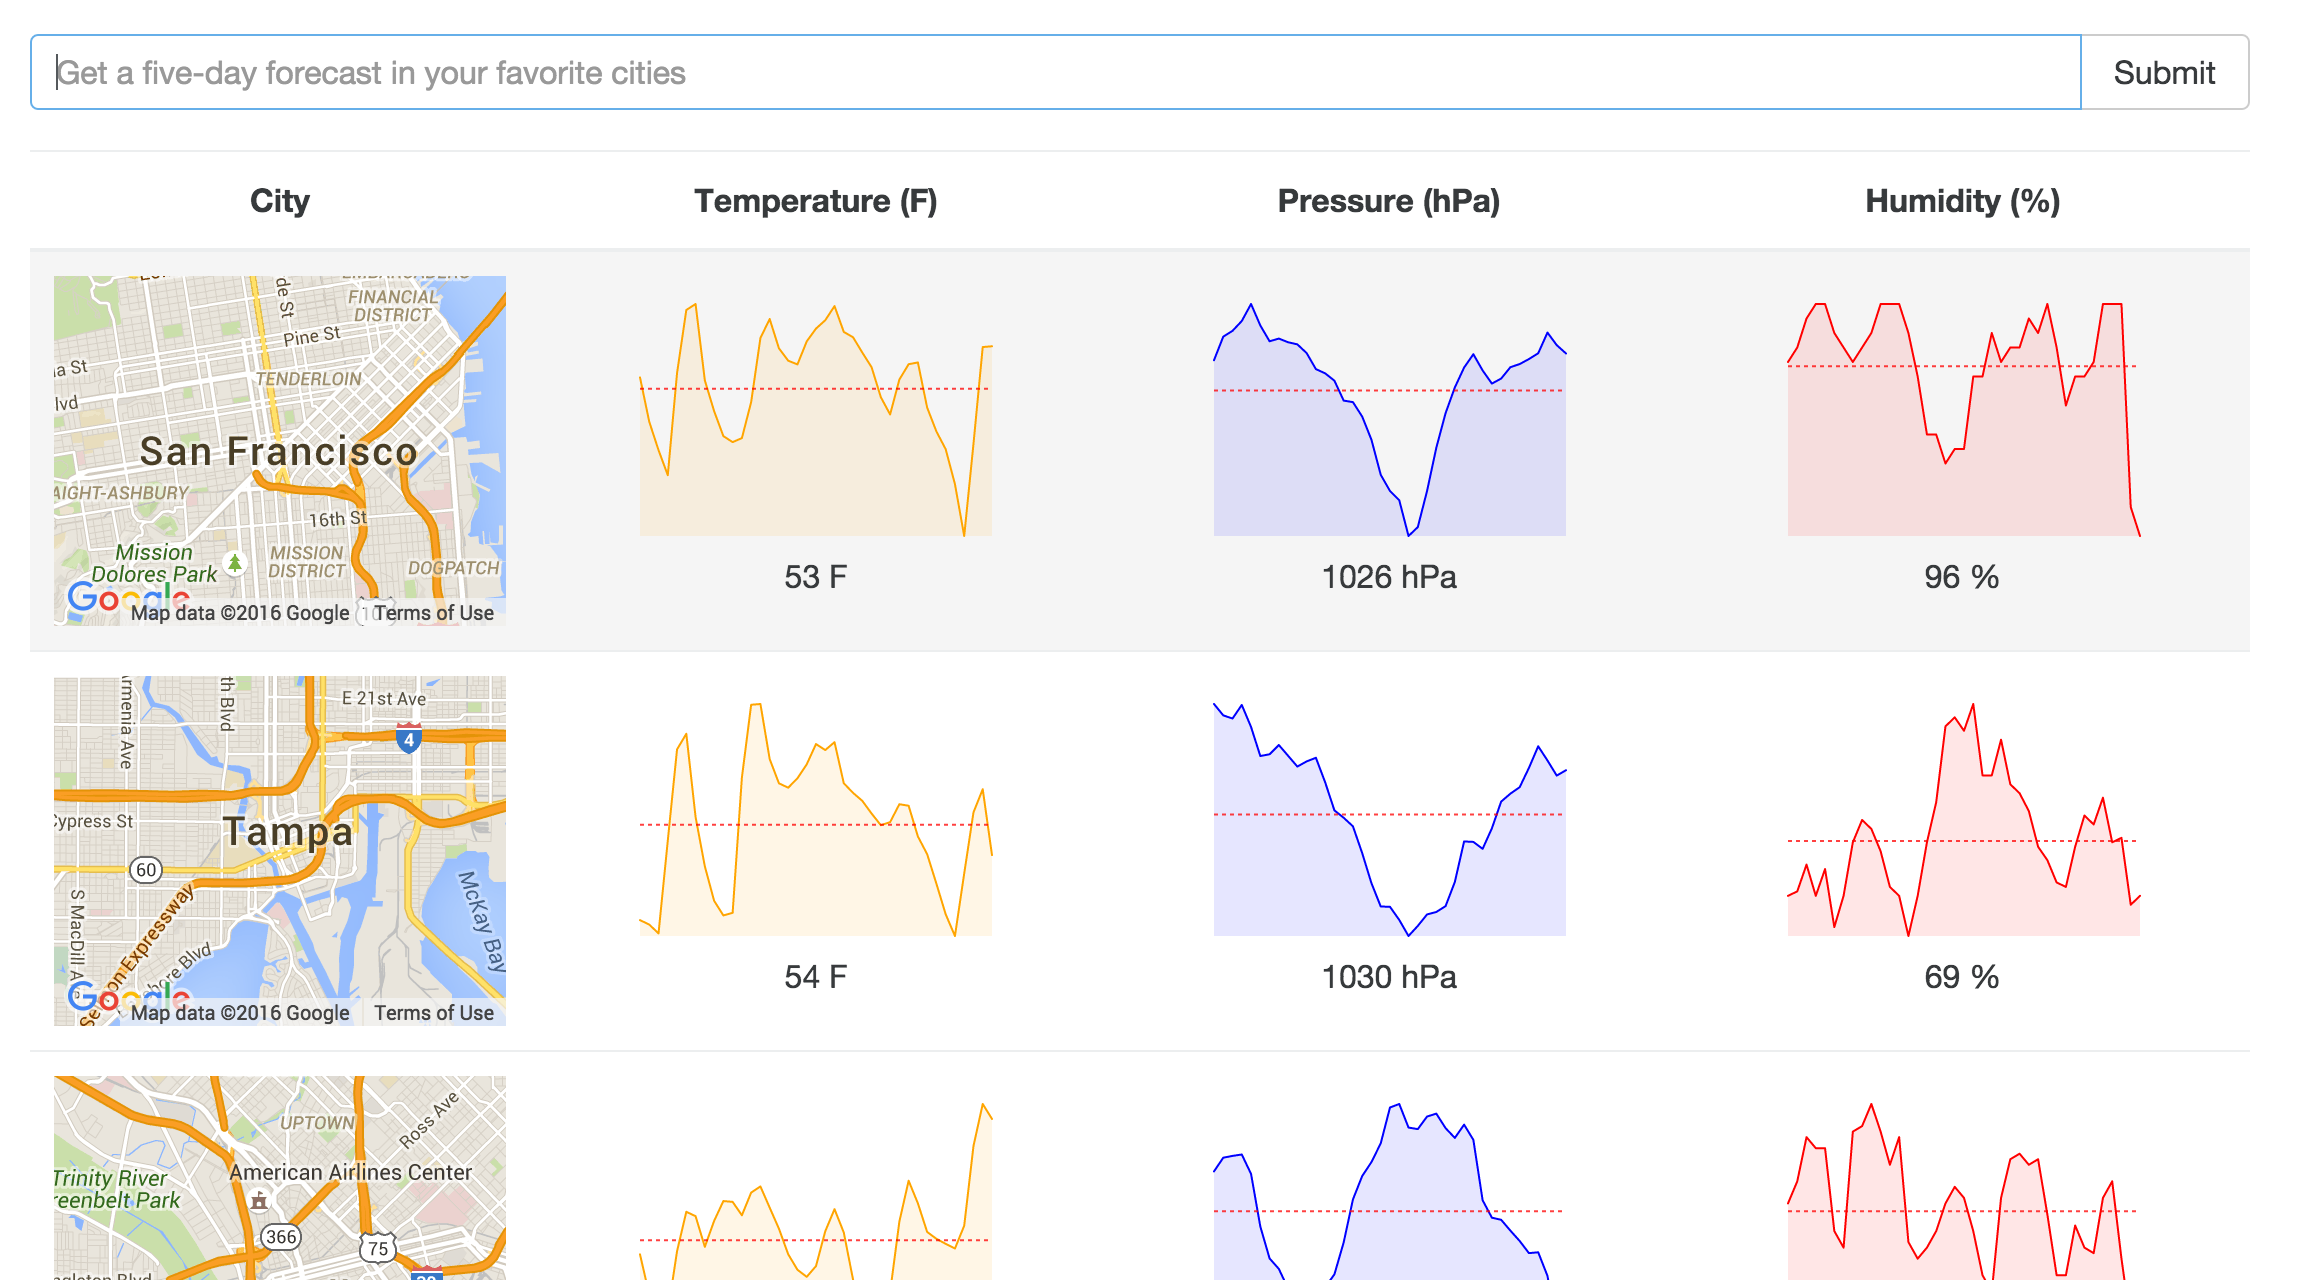 Get a five-day forecast in your favorite cities
Submit
City
Temperature (F)
Pressure (hPa)
Humidity (%)
de St
FINANCIAL
DISTRICT
Pine St
a St
TENDERLOIN
lvd
San Francisco
AIGHT-ASHBURY
16th St
Mission
Dolores Park
MISSION
DISTRICT
DOGPATCH
Google
Map data ©2016 Google
Terms of Use
53 F
1026 hPa
96 %
rmenia Ave
th Blvd
E 21st Ave
4
Cypress St
Tampa
60
S MacDill A
Expressway
hore Blvd
McKay Bay
Google
Map data ©2016 Google
Terms of Use
54 F
1030 hPa
69 %
UPTOWN
Ross Ave
American Airlines Center
Trinity River
reenbelt Park
366
75